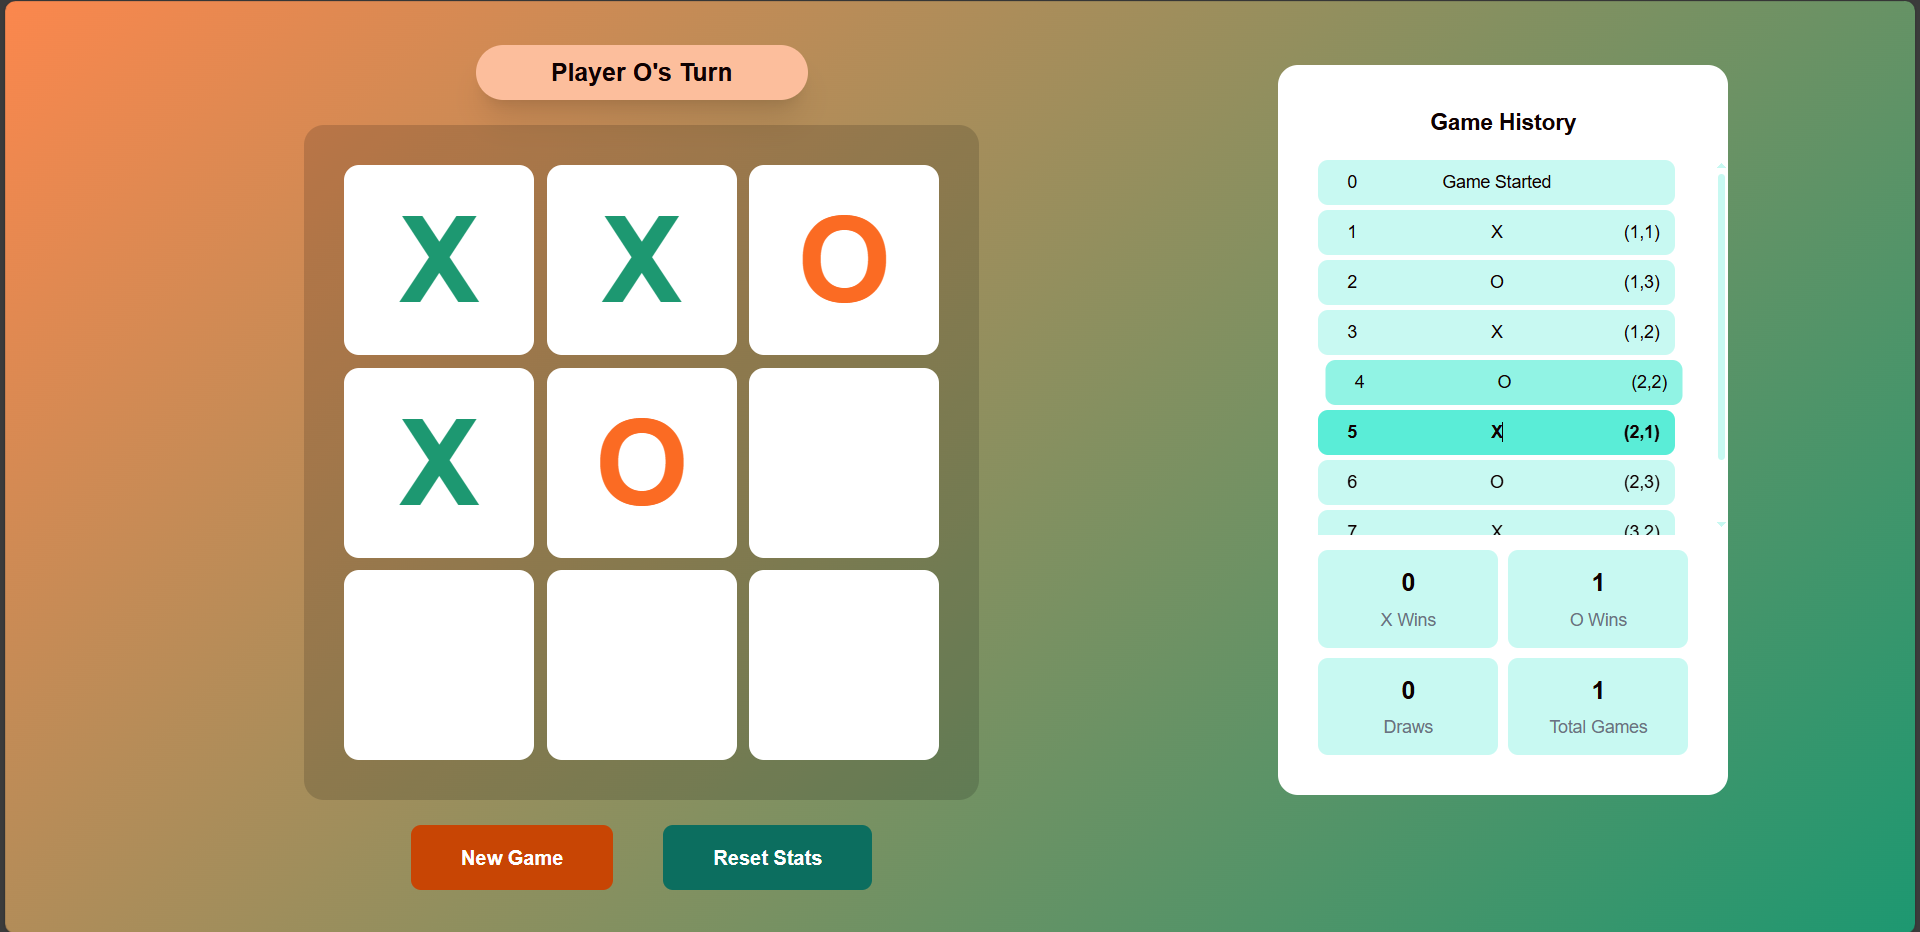 Player O's Turn
X X O
X O
New Game
Reset Stats
Game History
0 Game Started
1 X (1,1)
2 O (1,3)
3 X (1,2)
4 O (2,2)
5 X (2,1)
6 O (2,3)
7 X (3,2)
0
X Wins
1
O Wins
0
Draws
1
Total Games